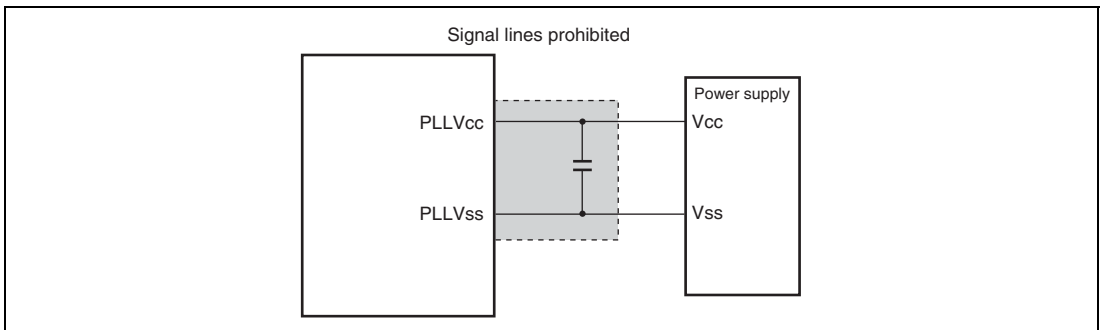 Signal lines prohibited
Power supply
PLLVcc
Vcc
PLLVss
Vss